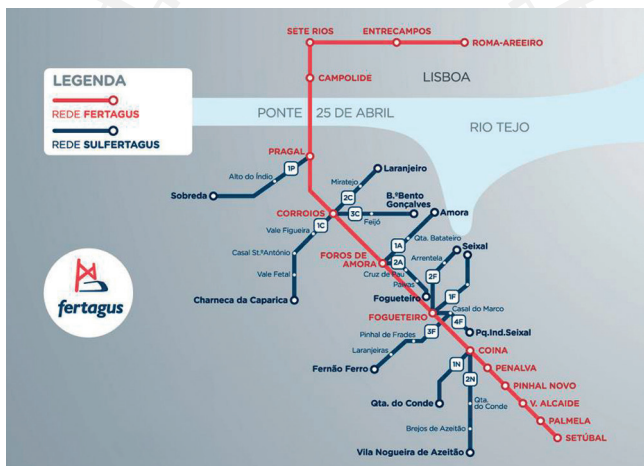 SETE RIOS
ENTRECAMPOS
ROMA-AREEIRO
LEGENDA
REDE FERTAGUS
REDE SULFERTAGUS
CAMPOLIDE
LISBOA
PONTE 25 DE ABRIL
RIO TEJO
PRAGAL
1P
Alto do Índio
Sobreda
Laranjeiro
Miratejo
2C
B.ºBento
Gonçalves
CORROIOS
3C
Feijó
1C
Vale Figueira
Amora
Qta. Batateiro
Casal St.ºAntónio
FOROS DE
AMORA
1A
2A
Seixal
Arrentela
Vale Fetal
Cruz de Pau
Paivas
2F
1F
Charneca da Caparica
Fogueteiro
FOGUETEIRO
Casal do Marco
4F
Pq.Ind.Seixal
3F
Pinhal de Frades
Laranjeiras
Fernão Ferro
COINA
1N
2N
PENALVA
PINHAL NOVO
Qta. do Conde
Qta.
do Conde
V. ALCAIDE
Brejos de Azeitão
PALMELA
SETÚBAL
Vila Nogueira de Azeitão
fertagus